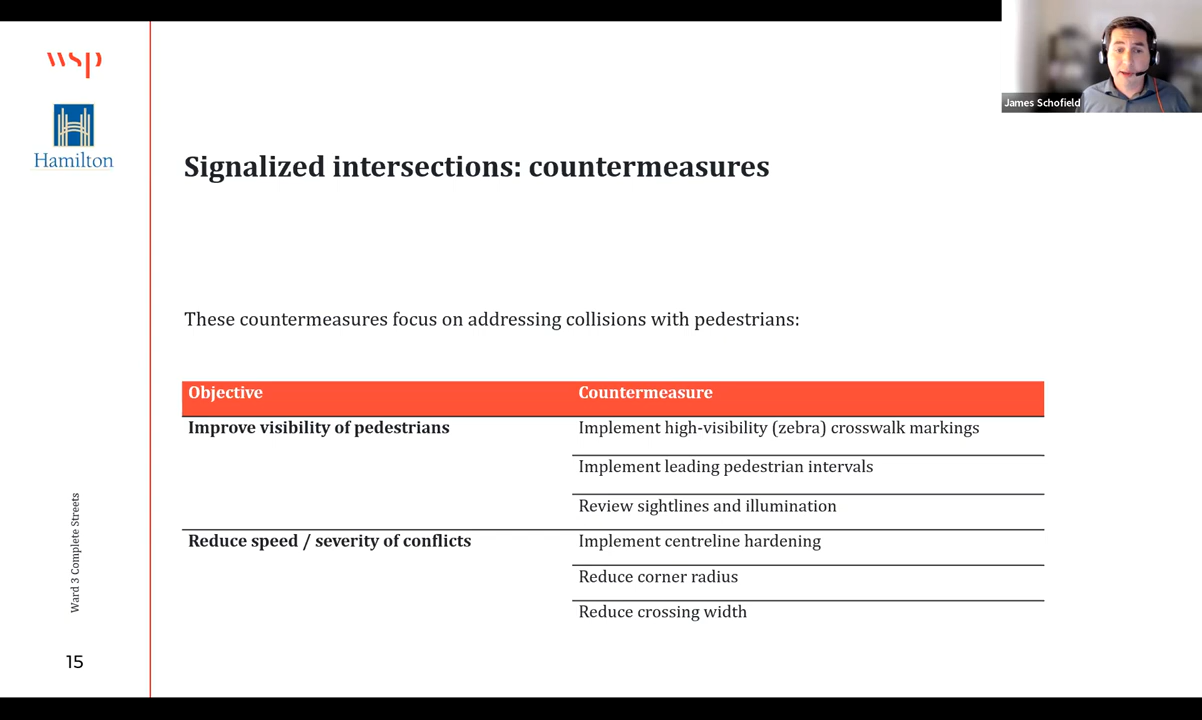 wsp
Hamilton
James Schofield
Signalized intersections: countermeasures
These countermeasures focus on addressing collisions with pedestrians:
Objective
Countermeasure
Improve visibility of pedestrians
Implement high-visibility (zebra) crosswalk markings
Implement leading pedestrian intervals
Review sightlines and illumination
Reduce speed / severity of conflicts
Implement centreline hardening
Reduce corner radius
Reduce crossing width
Ward 3 Complete Streets
15